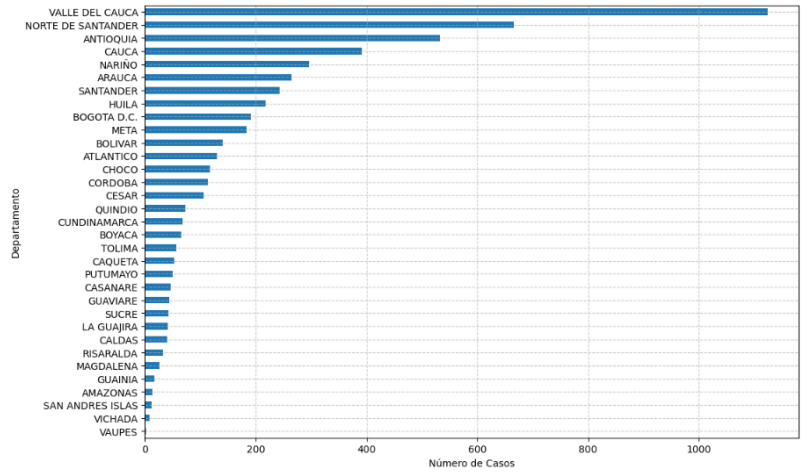 VALLE DEL CAUCA
NORTE DE SANTANDER
ANTIOQUIA
CAUCA
NARIÑO
ARAUCA
SANTANDER
HUILA
BOGOTA D.C.
META
BOLIVAR
ATLANTICO
CHOCO
CORDOBA
CESAR
QUINDIO
CUNDINAMARCA
BOYACA
TOLIMA
CAQUETA
PUTUMAYO
CASANARE
GUAVIARE
SUCRE
LA GUAJIRA
CALDAS
RISARALDA
MAGDALENA
GUAINIA
AMAZONAS
SAN ANDRES ISLAS
VICHADA
VAUPES
Departamento
0 200 400 600 800 1000
Número de Casos